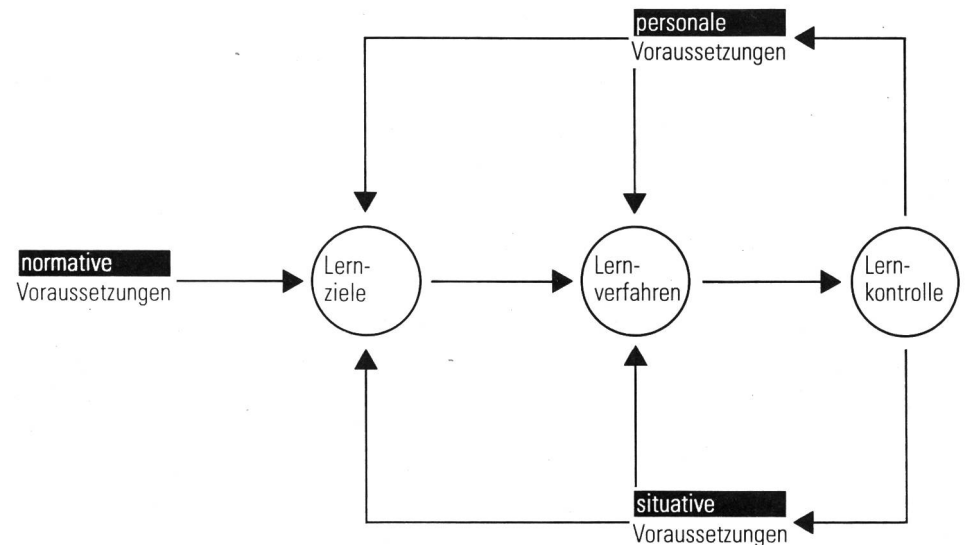 personale
Voraussetzungen
normative
Voraussetzungen
Lern-
ziele
Lern-
verfahren
Lern-
kontrolle
situative
Voraussetzungen